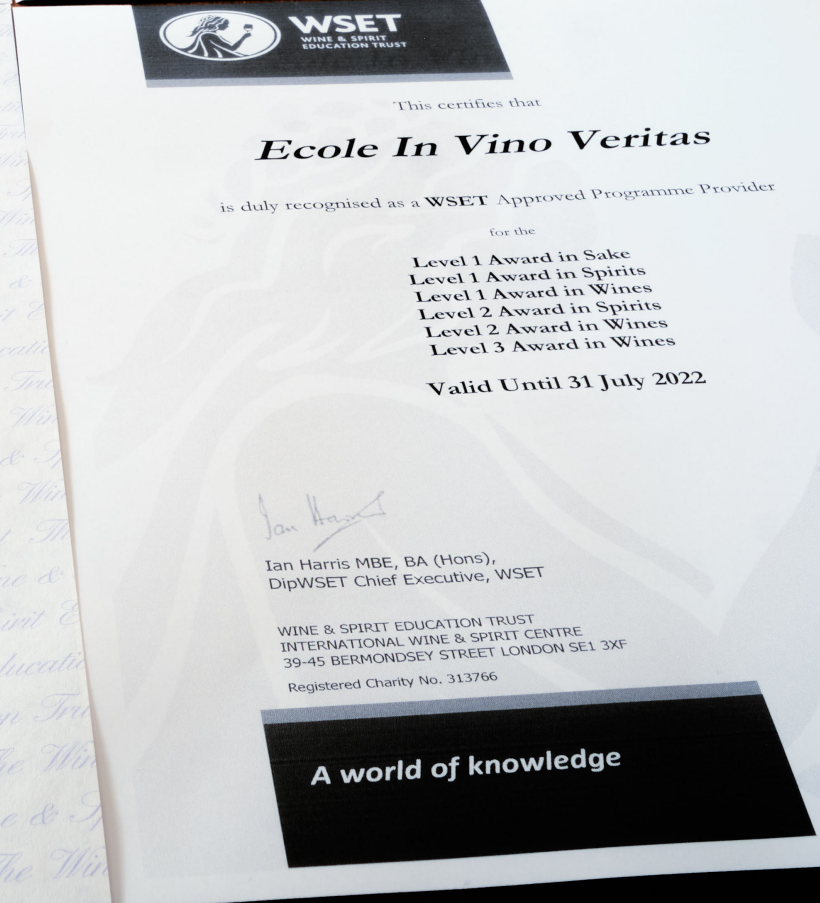 WSET
WINE & SPIRIT
EDUCATION TRUST
This certifies that
Ecole In Vino Veritas
is duly recognised as a WSET Approved Programme Provider
for the
Level 1 Award in Sake
Level 1 Award in Spirits
Level 1 Award in Wines
Level 2 Award in Spirits
Level 2 Award in Wines
Level 3 Award in Wines
Valid Until 31 July 2022
Ian Harris
Ian Harris MBE, BA (Hons),
DipWSET Chief Executive, WSET
WINE & SPIRIT EDUCATION TRUST
INTERNATIONAL WINE & SPIRIT CENTRE
39-45 BERMONDSEY STREET LONDON SE1 3XF
Registered Charity No. 313766
A world of knowledge